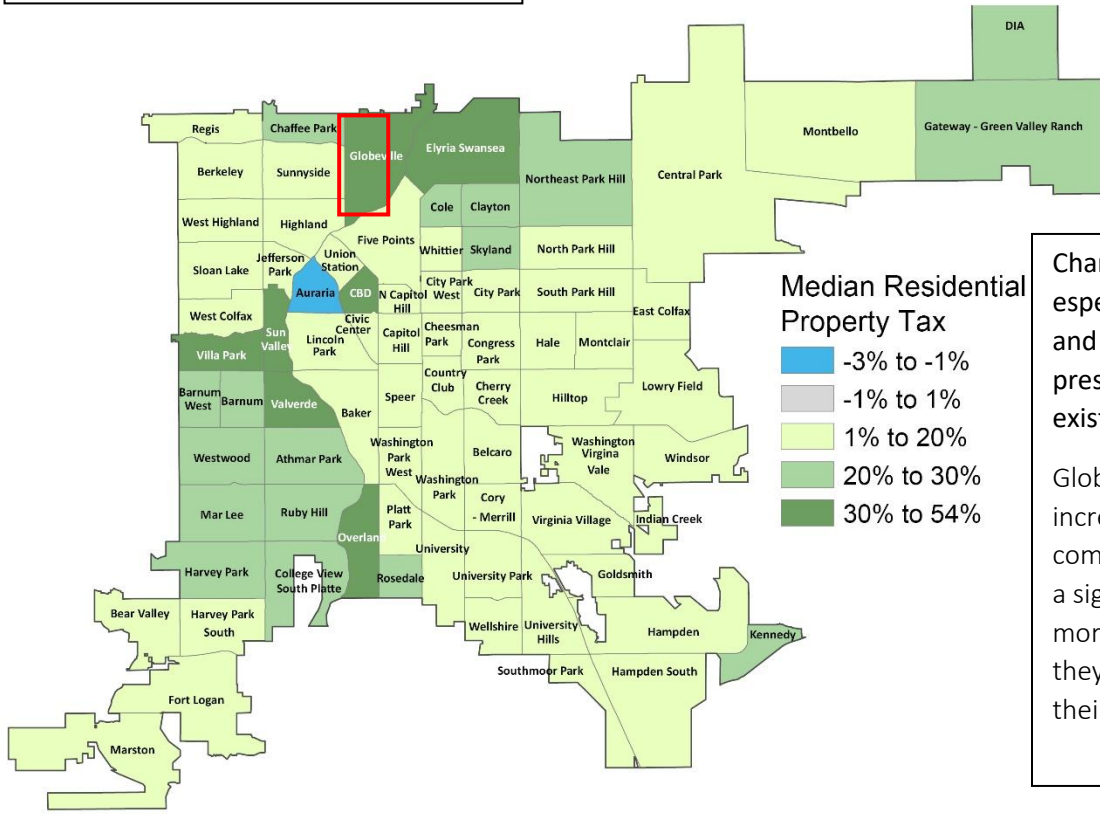 DIA
Regis
Chaffee Park
Globeville
Elyria Swansea
Montbello
Gateway - Green Valley Ranch
Berkeley
Sunnyside
Northeast Park Hill
Central Park
Cole
Clayton
West Highland
Highland
Five Points
Whittier
Skyland
North Park Hill
Sloan Lake
Jefferson
Park
Union
Station
Auraria
CBD
N Capitol
Hill
City Park
West
City Park
South Park Hill
West Colfax
Civic
Center
East Colfax
Sun
Valley
Lincoln
Park
Capitol
Hill
Cheesman
Park
Congress
Park
Hale
Montclair
Villa Park
Country
Club
Cherry
Creek
Lowry Field
Barnum
West
Barnum
Valverde
Baker
Speer
Hilltop
Westwood
Athmar Park
Washington
Park
West
Washington
Park
Belcaro
Washington
Virgina
Vale
Windsor
Mar Lee
Ruby Hill
Overland
Platt
Park
Cory
- Merrill
Virginia Village
Indian Creek
University
Harvey Park
College View
South Platte
Rosedale
University Park
Goldsmith
Bear Valley
Harvey Park
South
Wellshire
University
Hills
Hampden
Kennedy
Southmoor Park
Hampden South
Fort Logan
Marston
Median Residential
Property Tax
-3% to -1%
-1% to 1%
1% to 20%
20% to 30%
30% to 54%
and
a sig
they
their